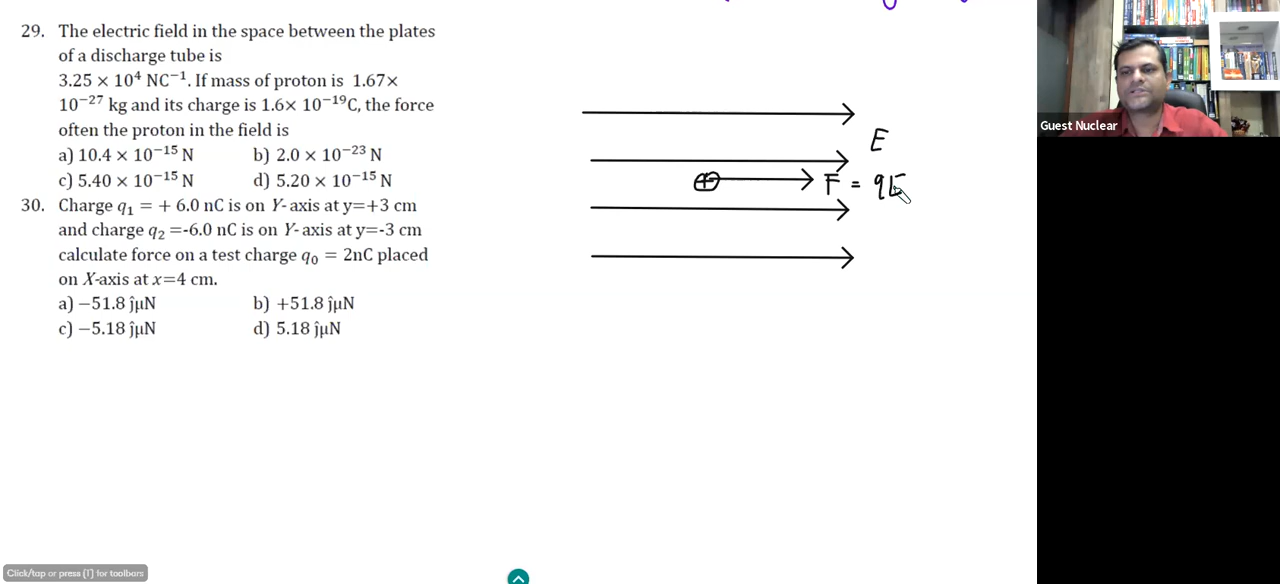 29. The electric field in the space between the plates
of a discharge tube is
3.25 × 10⁴ NC⁻¹. If mass of proton is 1.67×
10⁻²⁷ kg and its charge is 1.6× 10⁻¹⁹C, the force
often the proton in the field is
a) 10.4 × 10⁻¹⁵ N b) 2.0 × 10⁻²³ N
c) 5.40 × 10⁻¹⁵ N d) 5.20 × 10⁻¹⁵ N
30. Charge q₁ = + 6.0 nC is on Y- axis at y=+3 cm
and charge q₂ =-6.0 nC is on Y- axis at y=-3 cm
calculate force on a test charge q₀ = 2nC placed
on X-axis at x=4 cm.
a) −51.8 ĵμN b) +51.8 ĵμN
c) −5.18 ĵμN d) 5.18 ĵμN
E
+ F = qE
Guest Nuclear
Click/tap or press [T] for toolbars